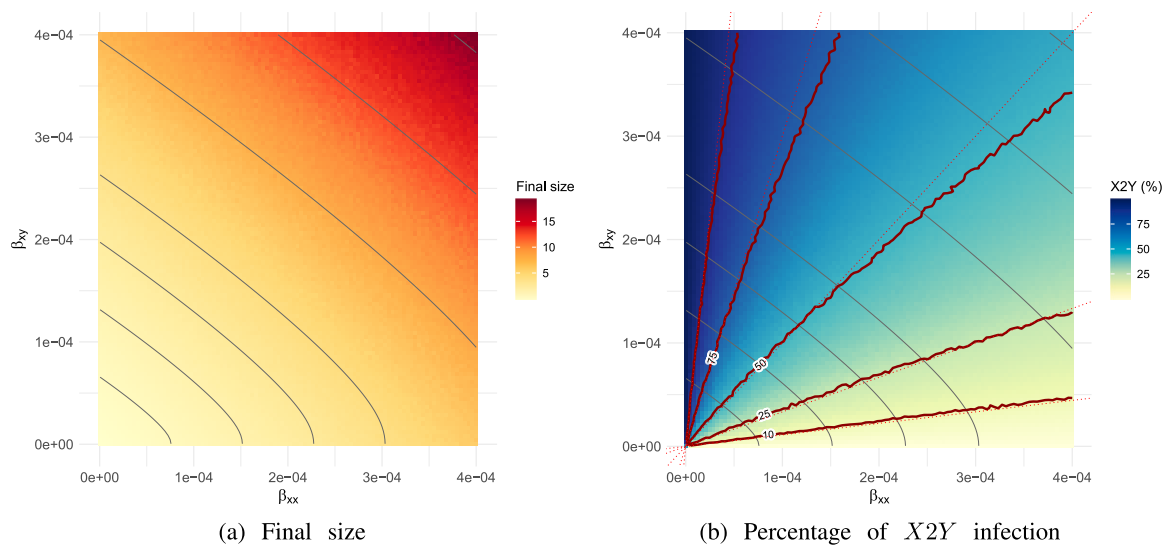 4e−04
3e−04
2e−04
1e−04
0e+00
βxy
0e+00 1e−04 2e−04 3e−04 4e−04
βxx
Final size
15
10
5
(a) Final size
4e−04
3e−04
2e−04
1e−04
0e+00
βxy
75
50
25
10
0e+00 1e−04 2e−04 3e−04 4e−04
βxx
X2Y (%)
75
50
25
(b) Percentage of X2Y infection